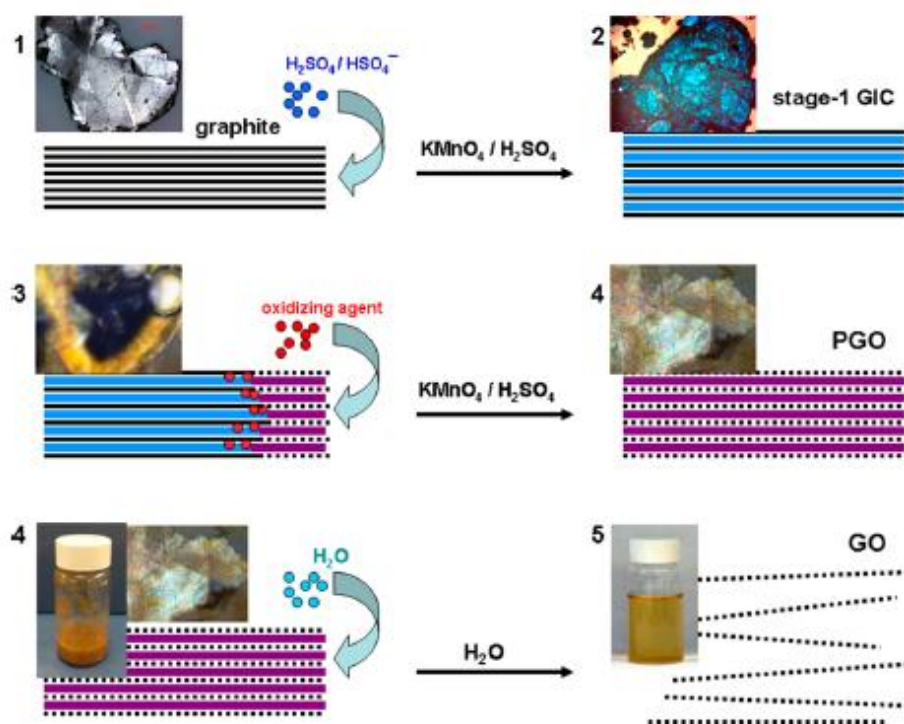 1
H₂SO₄ / HSO₄⁻
graphite
KMnO₄ / H₂SO₄
2
stage-1 GIC
3
oxidizing agent
KMnO₄ / H₂SO₄
4
PGO
4
H₂O
H₂O
5
GO